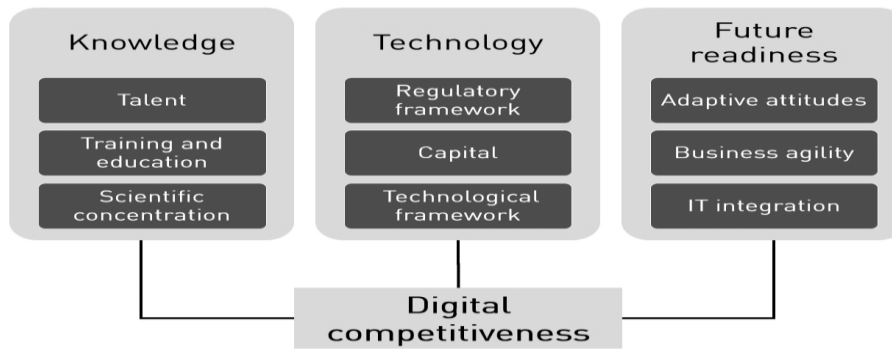 Knowledge
Talent
Training and
education
Scientific
concentration
Technology
Regulatory
framework
Capital
Technological
framework
Future
readiness
Adaptive attitudes
Business agility
IT integration
Digital
competitiveness